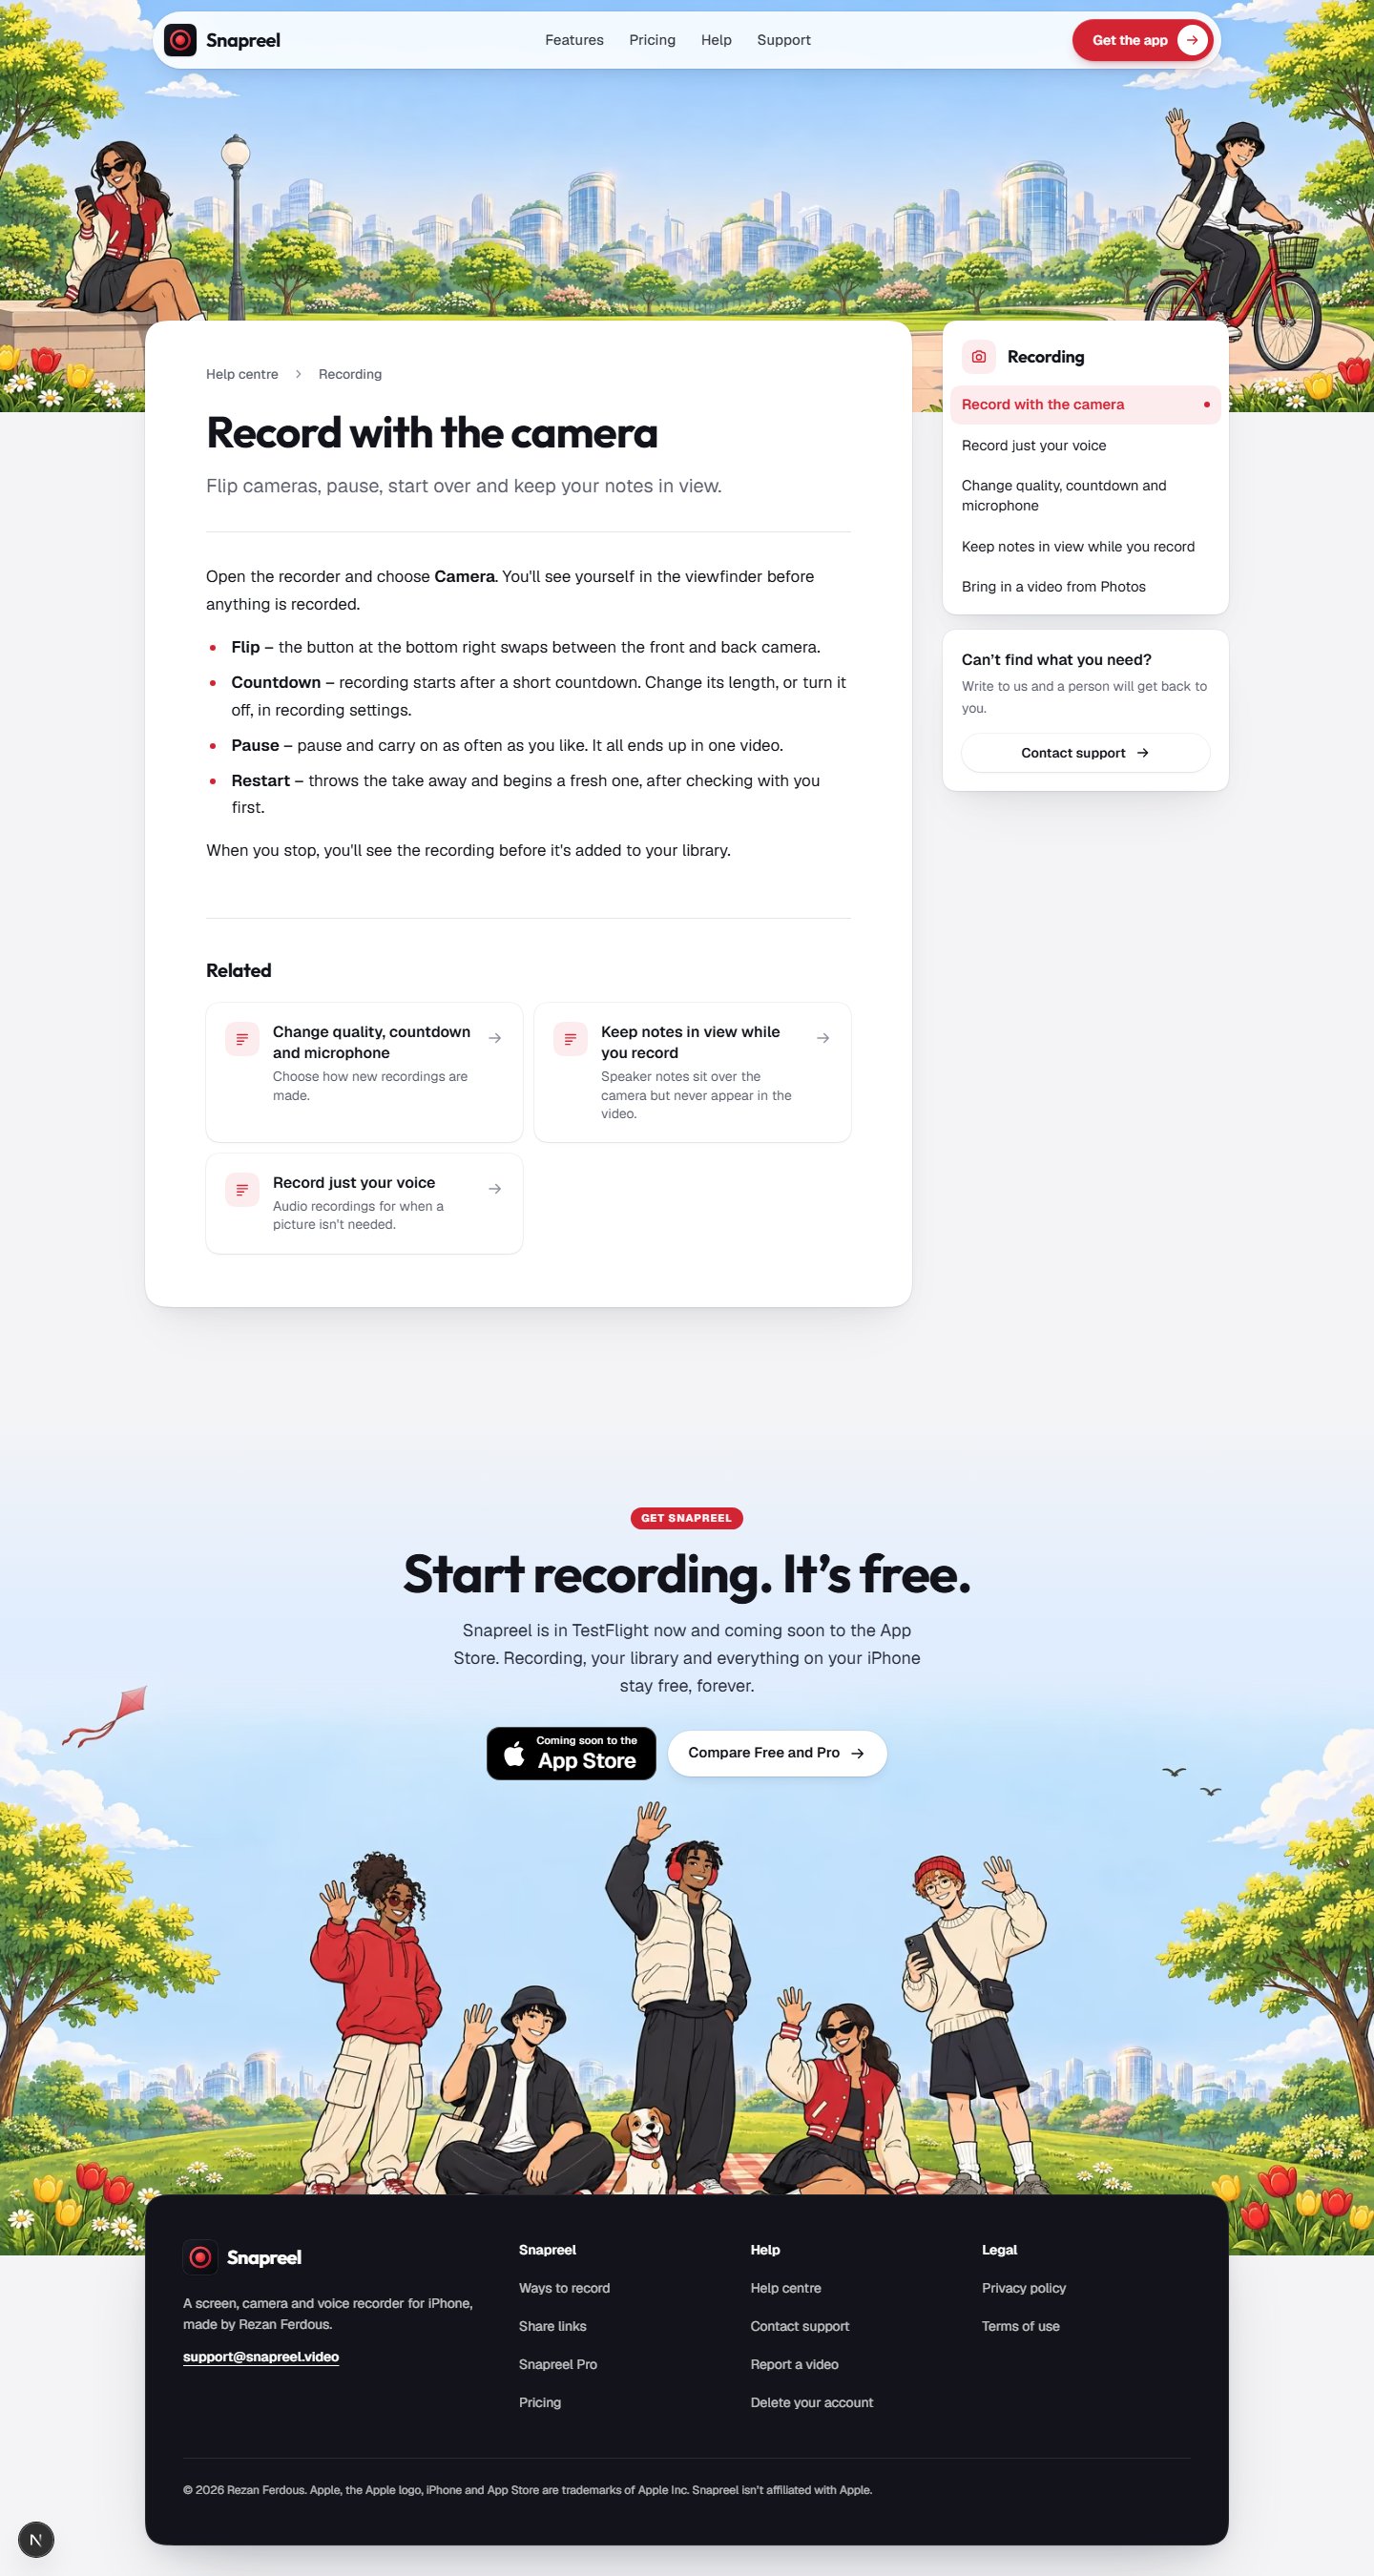 Snapreel
Features
Pricing
Help
Support
Get the app
Help centre
Recording
Record with the camera
Flip cameras, pause, start over and keep your notes in view.
Open the recorder and choose Camera. You'll see yourself in the viewfinder before
anything is recorded.
Flip – the button at the bottom right swaps between the front and back camera.
Countdown – recording starts after a short countdown. Change its length, or turn it
off, in recording settings.
Pause – pause and carry on as often as you like. It all ends up in one video.
Restart – throws the take away and begins a fresh one, after checking with you
first.
When you stop, you'll see the recording before it's added to your library.
Related
Change quality, countdown
and microphone
Choose how new recordings are
made.
Keep notes in view while
you record
Speaker notes sit over the
camera but never appear in the
video.
Record just your voice
Audio recordings for when a
picture isn't needed.
Recording
Record with the camera
Record just your voice
Change quality, countdown and
microphone
Keep notes in view while you record
Bring in a video from Photos
Can’t find what you need?
Write to us and a person will get back to
you.
Contact support
GET SNAPREEL
Start recording. It’s free.
Snapreel is in TestFlight now and coming soon to the App
Store. Recording, your library and everything on your iPhone
stay free, forever.
Coming soon to the
App Store
Compare Free and Pro
Snapreel
A screen, camera and voice recorder for iPhone,
made by Rezan Ferdous.
support@snapreel.video
Snapreel
Ways to record
Share links
Snapreel Pro
Pricing
Help
Help centre
Contact support
Report a video
Delete your account
Legal
Privacy policy
Terms of use
© 2026 Rezan Ferdous. Apple, the Apple logo, iPhone and App Store are trademarks of Apple Inc. Snapreel isn’t affiliated with Apple.
N